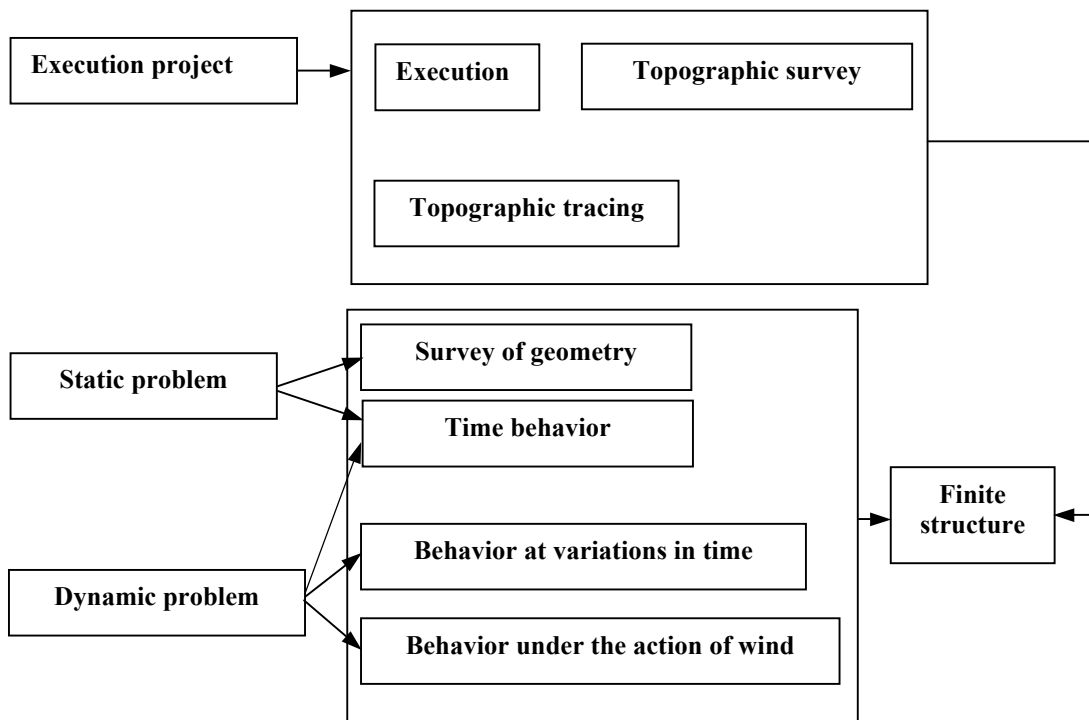 Execution project
Execution
Topographic survey
Topographic tracing
Survey of geometry
Static problem
Time behavior
Finite
structure
Behavior at variations in time
Dynamic problem
Behavior under the action of wind